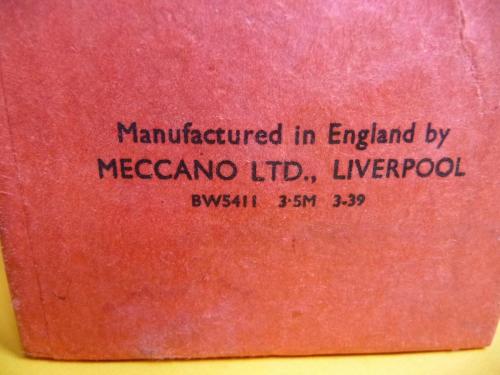 Manufactured in England by
MECCANO LTD., LIVERPOOL
BW5411 3·5M 3-39